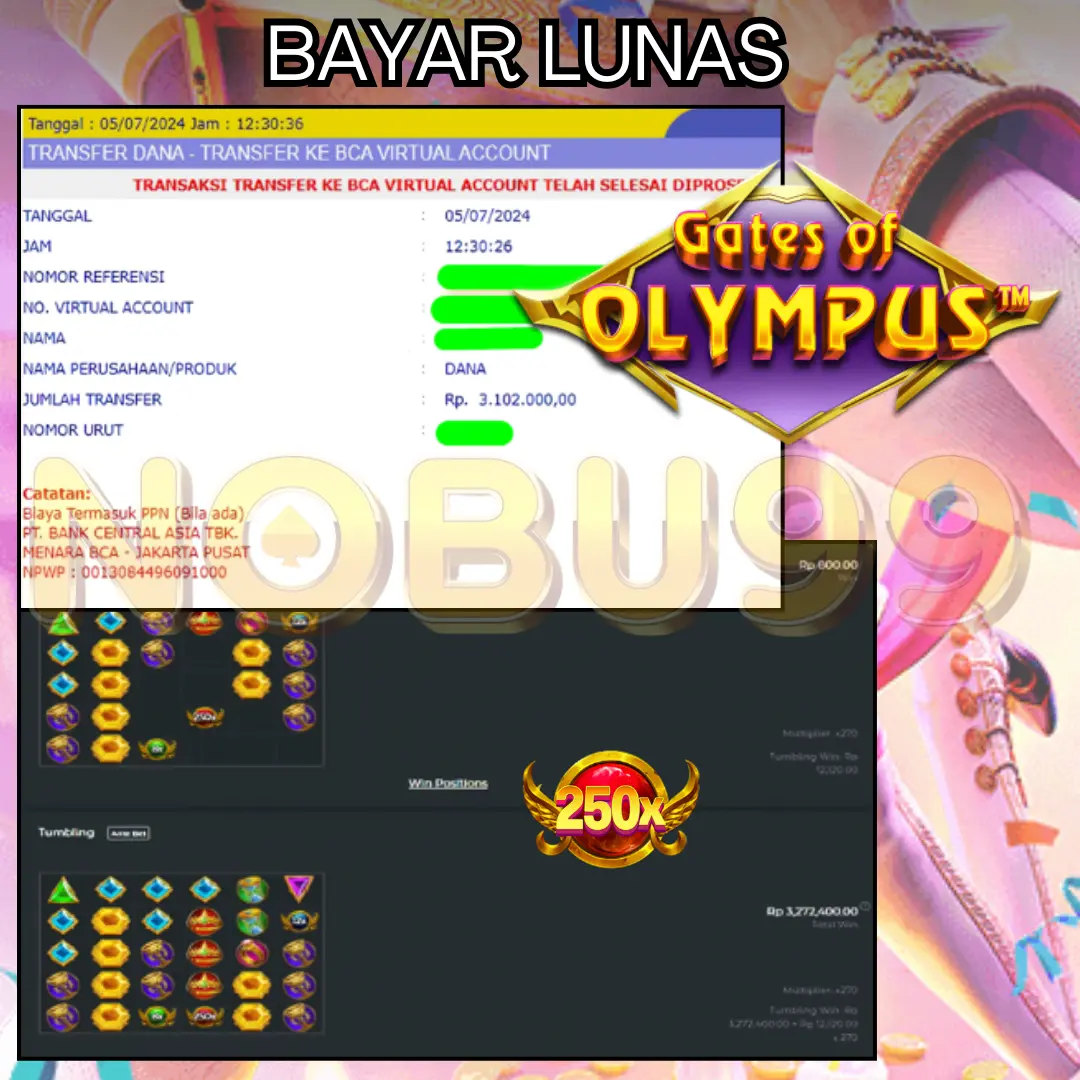 BAYAR LUNAS
Tanggal : 05/07/2024 Jam : 12:30:36
TRANSFER DANA - TRANSFER KE BCA VIRTUAL ACCOUNT
TRANSAKSI TRANSFER KE BCA VIRTUAL ACCOUNT TELAH SELESAI
TANGGAL : 05/07/2024
JAM : 12:30:26
NOMOR REFERENSI :
NO. VIRTUAL ACCOUNT :
NAMA :
NAMA PERUSAHAAN/PRODUK : DANA
JUMLAH TRANSFER : Rp. 3.102.000,00
NOMOR URUT :
Gates of
OLYMPUS™
NOBU99
Catatan:
Biaya Termasuk PPN (Bila ada)
PT. BANK CENTRAL ASIA TBK.
MENARA BCA - JAKARTA PUSAT
NPWP : 0013084496091000
Rp 600.00
250x
Multiplier x270
Tumbling Win: Rp
12,120.00
Win Positions
250x
Tumbling
Rp 3,272,400.00
Total Win
250x
Multiplier x270
Tumbling Win: Rp
3,272,400.00 = Rp 12,120.00
x 270